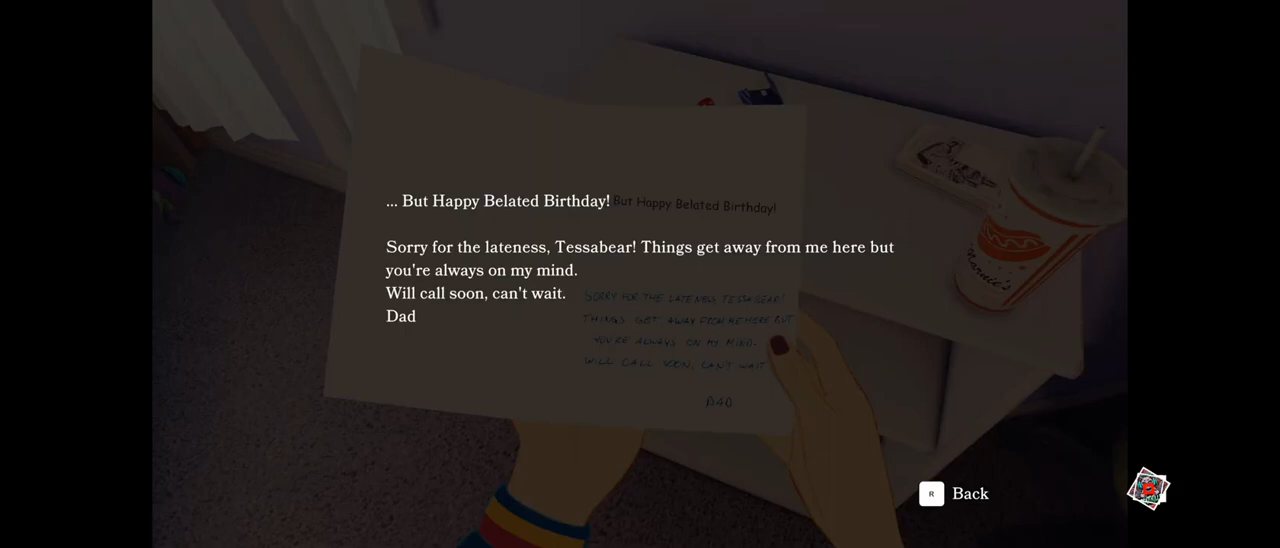 ... But Happy Belated Birthday!
But Happy Belated Birthday!
Sorry for the lateness, Tessabear! Things get away from me here but
you're always on my mind.
Will call soon, can't wait.
Dad
SORRY FOR THE LATENESS TESSABEAR!
THINGS GET AWAY FROM ME HERE BUT
YOU'RE ALWAYS ON MY MIND.
WILL CALL SOON, CAN'T WAIT
DAD
Marnie's
R Back